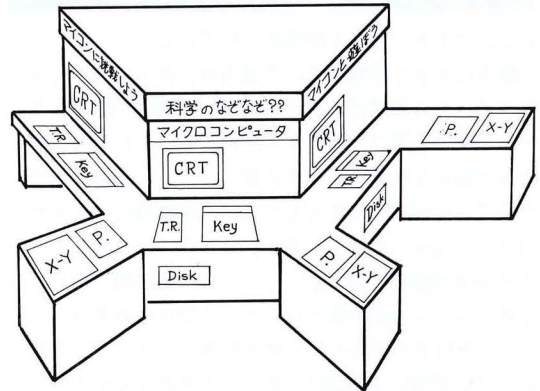 マイコンに挑戦しよう
科学のなぞなぞ??
マイコンと遊ぼう
マイクロコンピュータ
CRT
CRT
CRT
T.R.
Key
Key
T.R.
P.
X-Y
Disk
X-Y
P.
T.R.
Key
Disk
P.
X-Y